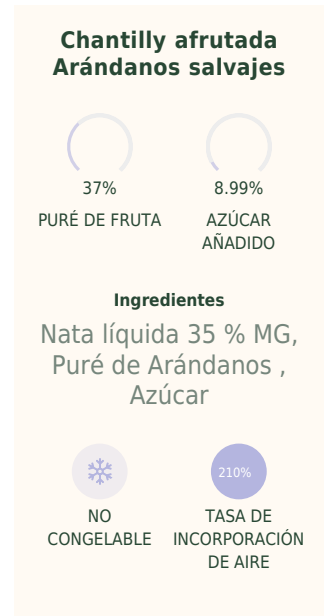 Chantilly afrutada
Arándanos salvajes
37%
8.99%
PURÉ DE FRUTA
AZÚCAR
AÑADIDO
Ingredientes
Nata líquida 35 % MG,
Puré de Arándanos ,
Azúcar
210%
NO
CONGELABLE
TASA DE
INCORPORACIÓN
DE AIRE